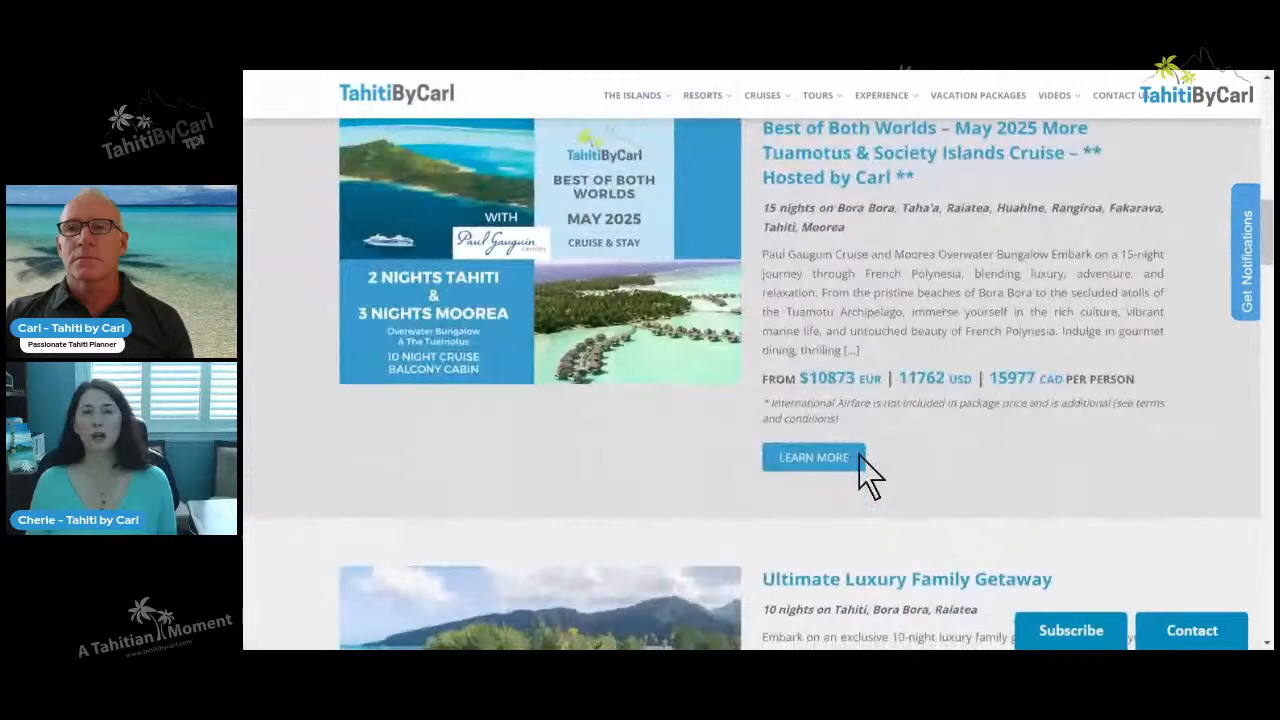 TahitiByCarl
TPI
Carl - Tahiti by Carl
Passionate Tahiti Planner
Cherie - Tahiti by Carl
A Tahitian Moment
www.tahitibycarl.com
TahitiByCarl
THE ISLANDS
RESORTS
CRUISES
TOURS
EXPERIENCE
VACATION PACKAGES
VIDEOS
CONTACT
TahitiByCarl
TahitiByCarl
BEST OF BOTH
WORLDS
MAY 2025
CRUISE & STAY
WITH
Paul Gauguin
CRUISES
2 NIGHTS TAHITI
&
3 NIGHTS MOOREA
Overwater Bungalow
& The Tuamotus
10 NIGHT CRUISE
BALCONY CABIN
Best of Both Worlds – May 2025 More
Tuamotus & Society Islands Cruise – **
Hosted by Carl **
15 nights on Bora Bora, Taha'a, Raiatea, Huahine, Rangiroa, Fakarava,
Tahiti, Moorea
Paul Gauguin Cruise and Moorea Overwater Bungalow Embark on a 15-night
journey through French Polynesia, blending luxury, adventure, and
relaxation. From the pristine beaches of Bora Bora to the secluded atolls of
the Tuamotu Archipelago, immerse yourself in the rich culture, vibrant
marine life, and untouched beauty of French Polynesia. Indulge in gourmet
dining, thrilling [...]
FROM $10873 EUR | 11762 USD | 15977 CAD PER PERSON
* International Airfare is not included in package price and is additional (see terms
and conditions)
LEARN MORE
Get Notifications
Ultimate Luxury Family Getaway
10 nights on Tahiti, Bora Bora, Raiatea
Embark on an exclusive 10-night luxury family
Subscribe
Contact